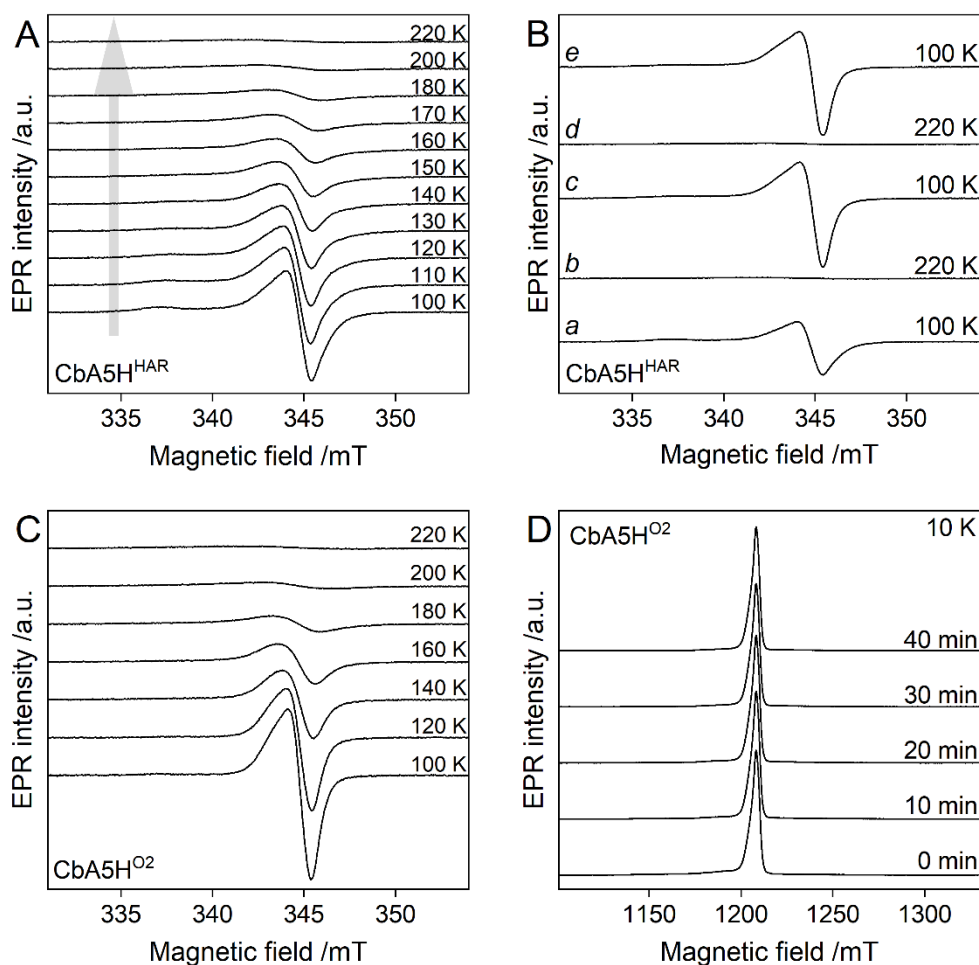 A
220 K
200 K
180 K
170 K
160 K
150 K
140 K
130 K
120 K
110 K
100 K
CbA5H^HAR
EPR intensity /a.u.
335 340 345 350
Magnetic field /mT
B
e 100 K
d 220 K
c 100 K
b 220 K
a 100 K
CbA5H^HAR
EPR intensity /a.u.
335 340 345 350
Magnetic field /mT
C
220 K
200 K
180 K
160 K
140 K
120 K
100 K
CbA5H^O2
EPR intensity /a.u.
335 340 345 350
Magnetic field /mT
D CbA5H^O2 10 K
40 min
30 min
20 min
10 min
0 min
EPR intensity /a.u.
1150 1200 1250 1300
Magnetic field /mT